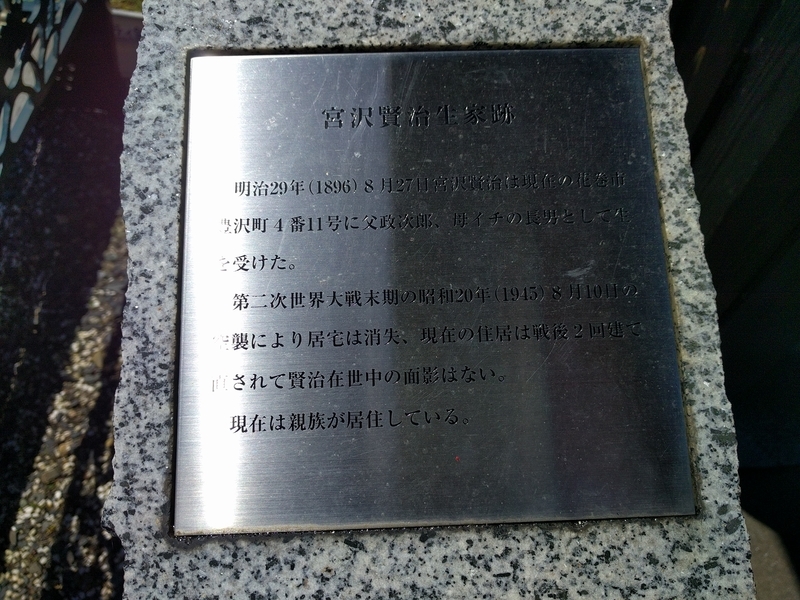 宮沢賢治生家跡
明治29年(1896)8月27日宮沢賢治は現在の花巻市
豊沢町4番11号に父政次郎、母イチの長男として生
を受けた。
第二次世界大戦末期の昭和20年(1945)8月10日の
空襲により居宅は消失、現在の住居は戦後2回建て
直されて賢治在世中の面影はない。
現在は親族が居住している。